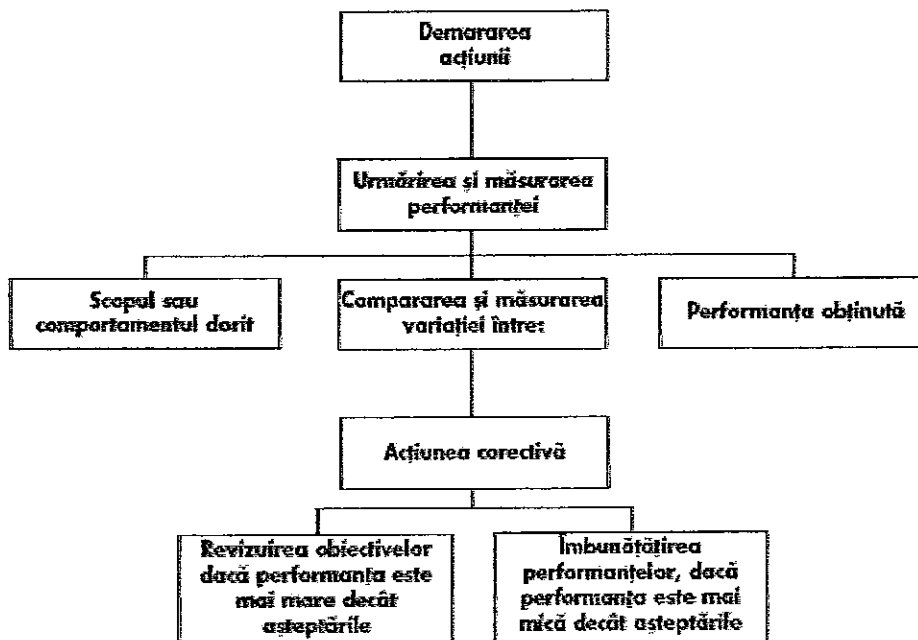 Demararea
acțiunii
Urmărirea și măsurarea
performanței
Scopul sau
comportamentul dorit
Compararea și măsurarea
variației între:
Performanța obținută
Acțiunea corectivă
Revizuirea obiectivelor
dacă performanța este
mai mare decât
așteptările
Imbunătățirea
performanțelor, dacă
performanța este mai
mică decât așteptările